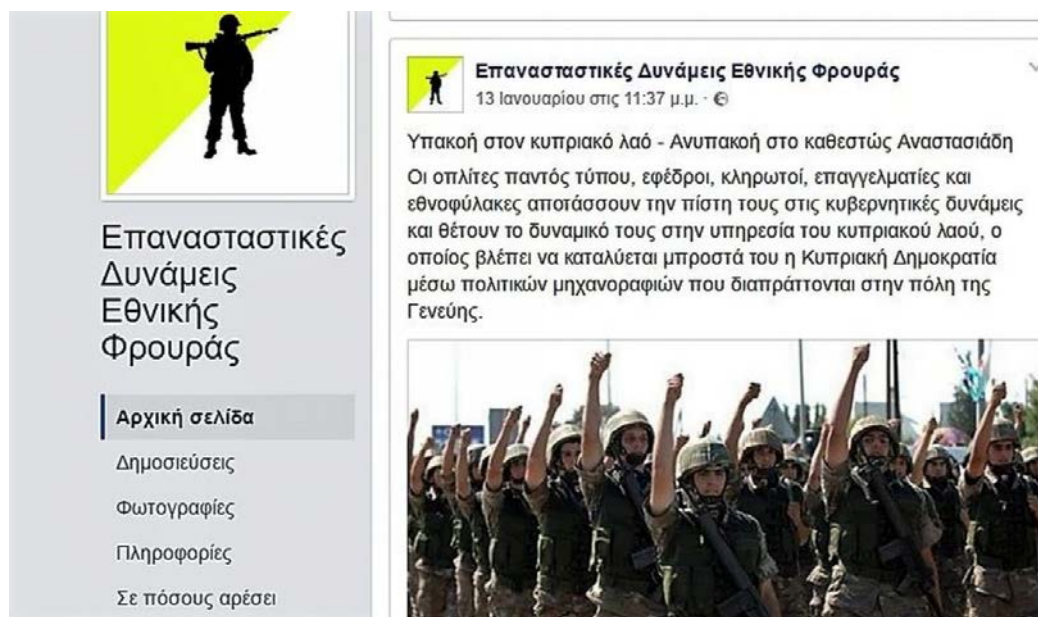 Επαναστατικές
Δυνάμεις
Εθνικής
Φρουράς
Αρχική σελίδα
Δημοσιεύσεις
Φωτογραφίες
Πληροφορίες
Σε πόσους αρέσει
Επαναστατικές Δυνάμεις Εθνικής Φρουράς
13 Ιανουαρίου στις 11:37 μ.μ. ·
Υπακοή στον κυπριακό λαό - Ανυπακοή στο καθεστώς Αναστασιάδη
Οι οπλίτες παντός τύπου, εφέδροι, κληρωτοί, επαγγελματίες και
εθνοφύλακες αποτάσσουν την πίστη τους στις κυβερνητικές δυνάμεις
και θέτουν το δυναμικό τους στην υπηρεσία του κυπριακού λαού, ο
οποίος βλέπει να καταλύεται μπροστά του η Κυπριακή Δημοκρατία
μέσω πολιτικών μηχανοραφιών που διαπράττονται στην πόλη της
Γενεύης.